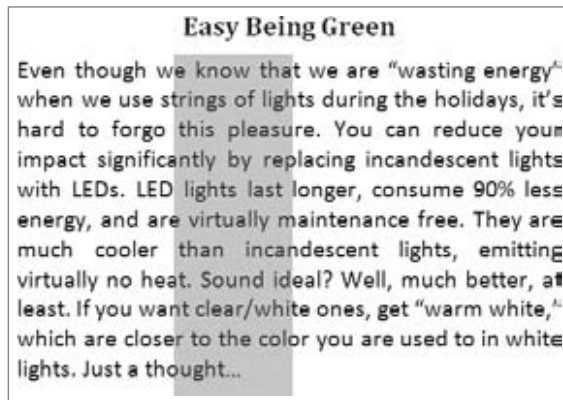 Easy Being Green
Even though we know that we are “wasting energy”
when we use strings of lights during the holidays, it’s
hard to forgo this pleasure. You can reduce your
impact significantly by replacing incandescent lights
with LEDs. LED lights last longer, consume 90% less
energy, and are virtually maintenance free. They are
much cooler than incandescent lights, emitting
virtually no heat. Sound ideal? Well, much better, at
least. If you want clear/white ones, get “warm white,”
which are closer to the color you are used to in white
lights. Just a thought...